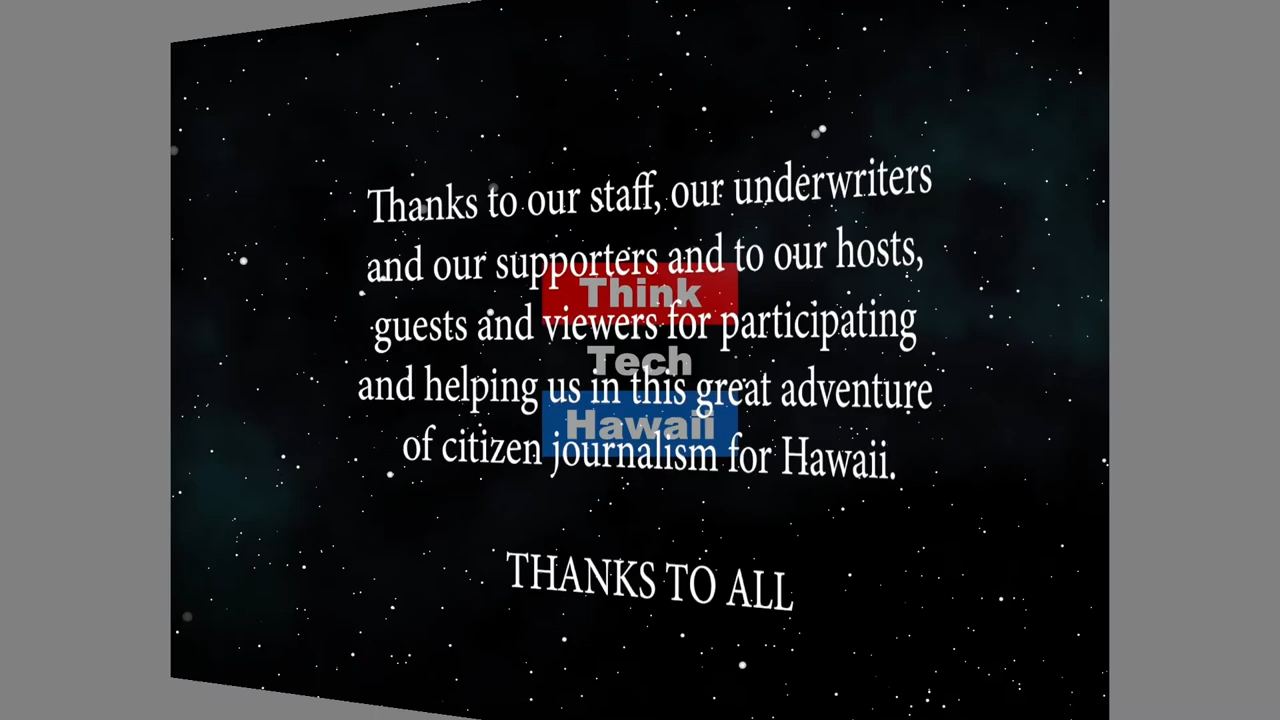 Thanks to our staff, our underwriters
and our supporters and to our hosts,
guests and viewers for participating
and helping us in this great adventure
of citizen journalism for Hawaii.
THANKS TO ALL
Think
Tech
Hawaii